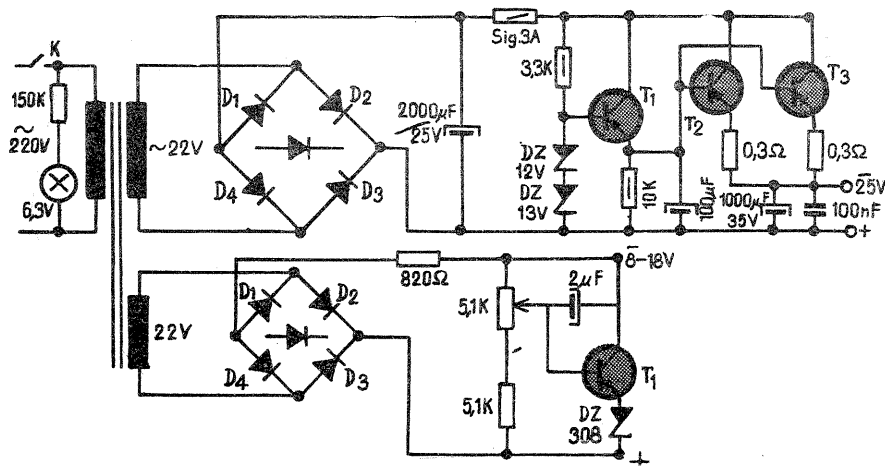 K
150K
~
220V
6,3V
~22V
D1
D2
D4
D3
2000µF
25V
Sig.3A
3,3K
DZ
12V
DZ
13V
T1
10K
100µF
T2
T3
0,3Ω
0,3Ω
1000µF
35V
100nF
-
25V
+
22V
D1
D2
D4
D3
820Ω
-
8-18V
5,1K
2µF
5,1K
T1
DZ
308
+